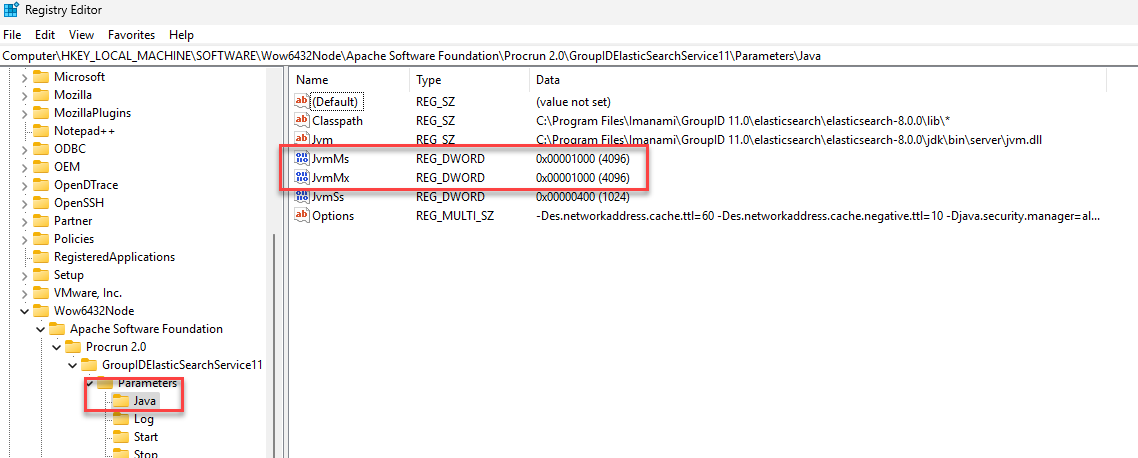 Registry Editor
File Edit View Favorites Help
Computer\HKEY_LOCAL_MACHINE\SOFTWARE\Wow6432Node\Apache Software Foundation\Procrun 2.0\GroupIDElasticSearchService11\Parameters\Java
Microsoft
Mozilla
MozillaPlugins
Notepad++
ODBC
OEM
OpenDTrace
OpenSSH
Partner
Policies
RegisteredApplications
Setup
VMware, Inc.
Wow6432Node
Apache Software Foundation
Procrun 2.0
GroupIDElasticSearchService11
Parameters
Java
Log
Start
Stop
Name Type Data
(Default) REG_SZ (value not set)
Classpath REG_SZ C:\Program Files\Imanami\GroupID 11.0\elasticsearch\elasticsearch-8.0.0\lib\*
Jvm REG_SZ C:\Program Files\Imanami\GroupID 11.0\elasticsearch\elasticsearch-8.0.0\jdk\bin\server\jvm.dll
JvmMs REG_DWORD 0x00001000 (4096)
JvmMx REG_DWORD 0x00001000 (4096)
JvmSs REG_DWORD 0x00000400 (1024)
Options REG_MULTI_SZ -Des.networkaddress.cache.ttl=60 -Des.networkaddress.cache.negative.ttl=10 -Djava.security.manager=al...